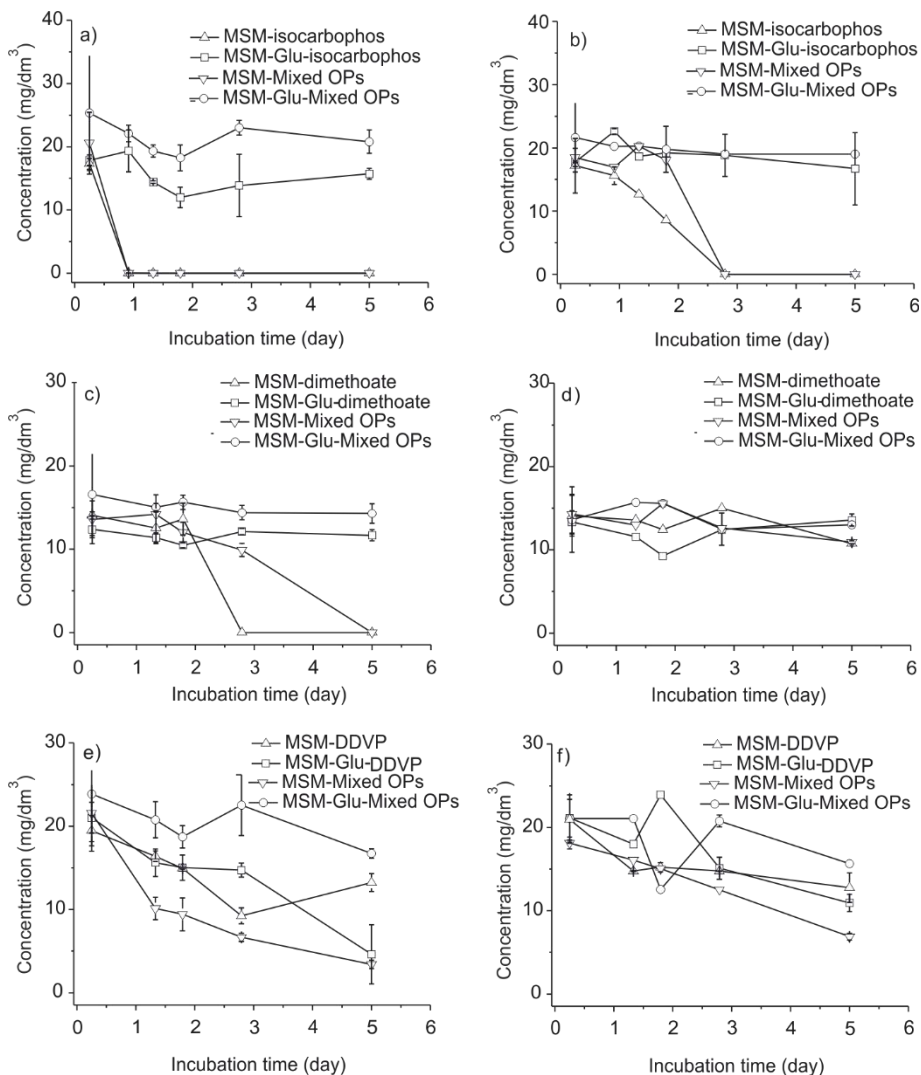 a)
MSM-isocarbophos
MSM-Glu-isocarbophos
MSM-Mixed OPs
MSM-Glu-Mixed OPs
Concentration (mg/dm³)
40
30
20
10
0
0 1 2 3 4 5 6
Incubation time (day)
b)
MSM-isocarbophos
MSM-Glu-isocarbophos
MSM-Mixed OPs
MSM-Glu-Mixed OPs
Concentration (mg/dm³)
40
30
20
10
0
0 1 2 3 4 5 6
Incubation time (day)
c)
MSM-dimethoate
MSM-Glu-dimethoate
MSM-Mixed OPs
MSM-Glu-Mixed OPs
Concentration (mg/dm³)
30
20
10
0
0 1 2 3 4 5 6
Incubation time (day)
d)
MSM-dimethoate
MSM-Glu-dimethoate
MSM-Mixed OPs
MSM-Glu-Mixed OPs
Concentration (mg/dm³)
30
20
10
0
0 1 2 3 4 5 6
Incubation time (day)
e)
MSM-DDVP
MSM-Glu-DDVP
MSM-Mixed OPs
MSM-Glu-Mixed OPs
Concentration (mg/dm³)
30
20
10
0
0 1 2 3 4 5 6
Incubation time (day)
f)
MSM-DDVP
MSM-Glu-DDVP
MSM-Mixed OPs
MSM-Glu-Mixed OPs
Concentration (mg/dm³)
30
20
10
0
0 1 2 3 4 5 6
Incubation time (day)